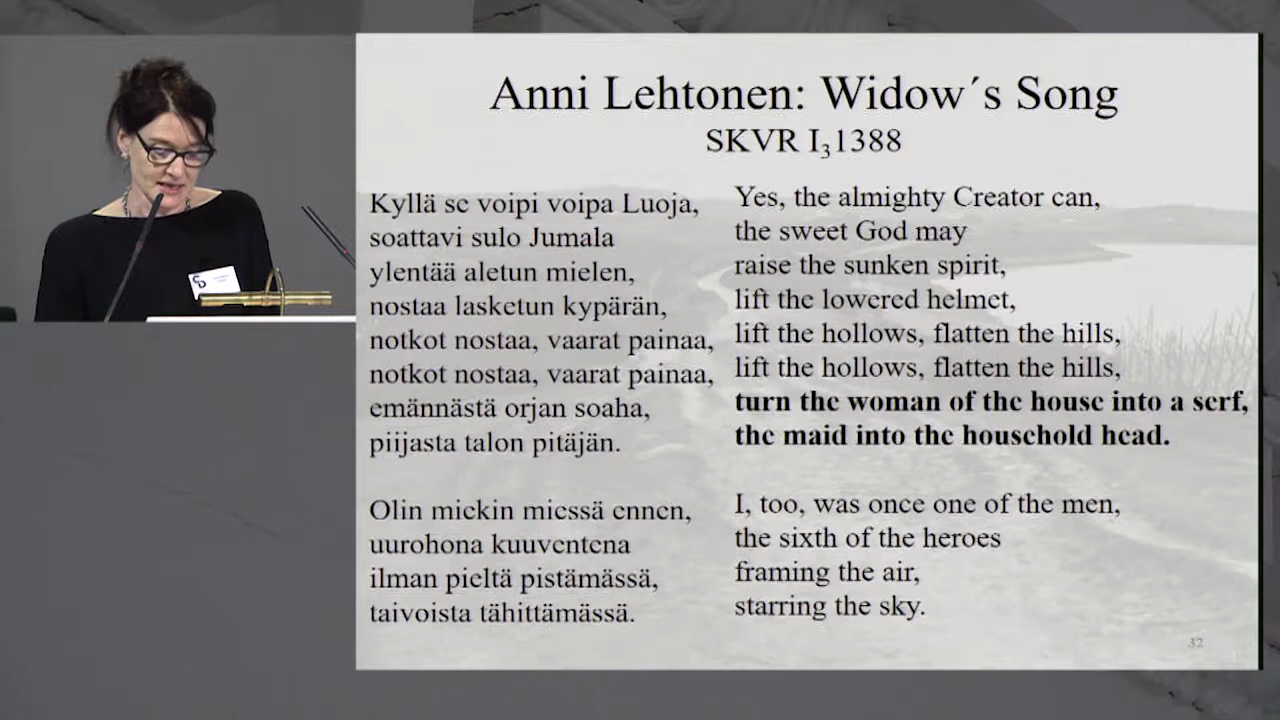 Anni Lehtonen: Widow´s Song
SKVR I₃1388
Kyllä se voipi voipa Luoja,
soattavi sulo Jumala
ylentää aletun mielen,
nostaa lasketun kypärän,
notkot nostaa, vaarat painaa,
notkot nostaa, vaarat painaa,
emännästä orjan soaha,
piijasta talon pitäjän.
Olin miekin miessä ennen,
uurohona kuuventena
ilman pieltä pistämässä,
taivoista tähittämässä.
Yes, the almighty Creator can,
the sweet God may
raise the sunken spirit,
lift the lowered helmet,
lift the hollows, flatten the hills,
lift the hollows, flatten the hills,
turn the woman of the house into a serf,
the maid into the household head.
I, too, was once one of the men,
the sixth of the heroes
framing the air,
starring the sky.
32